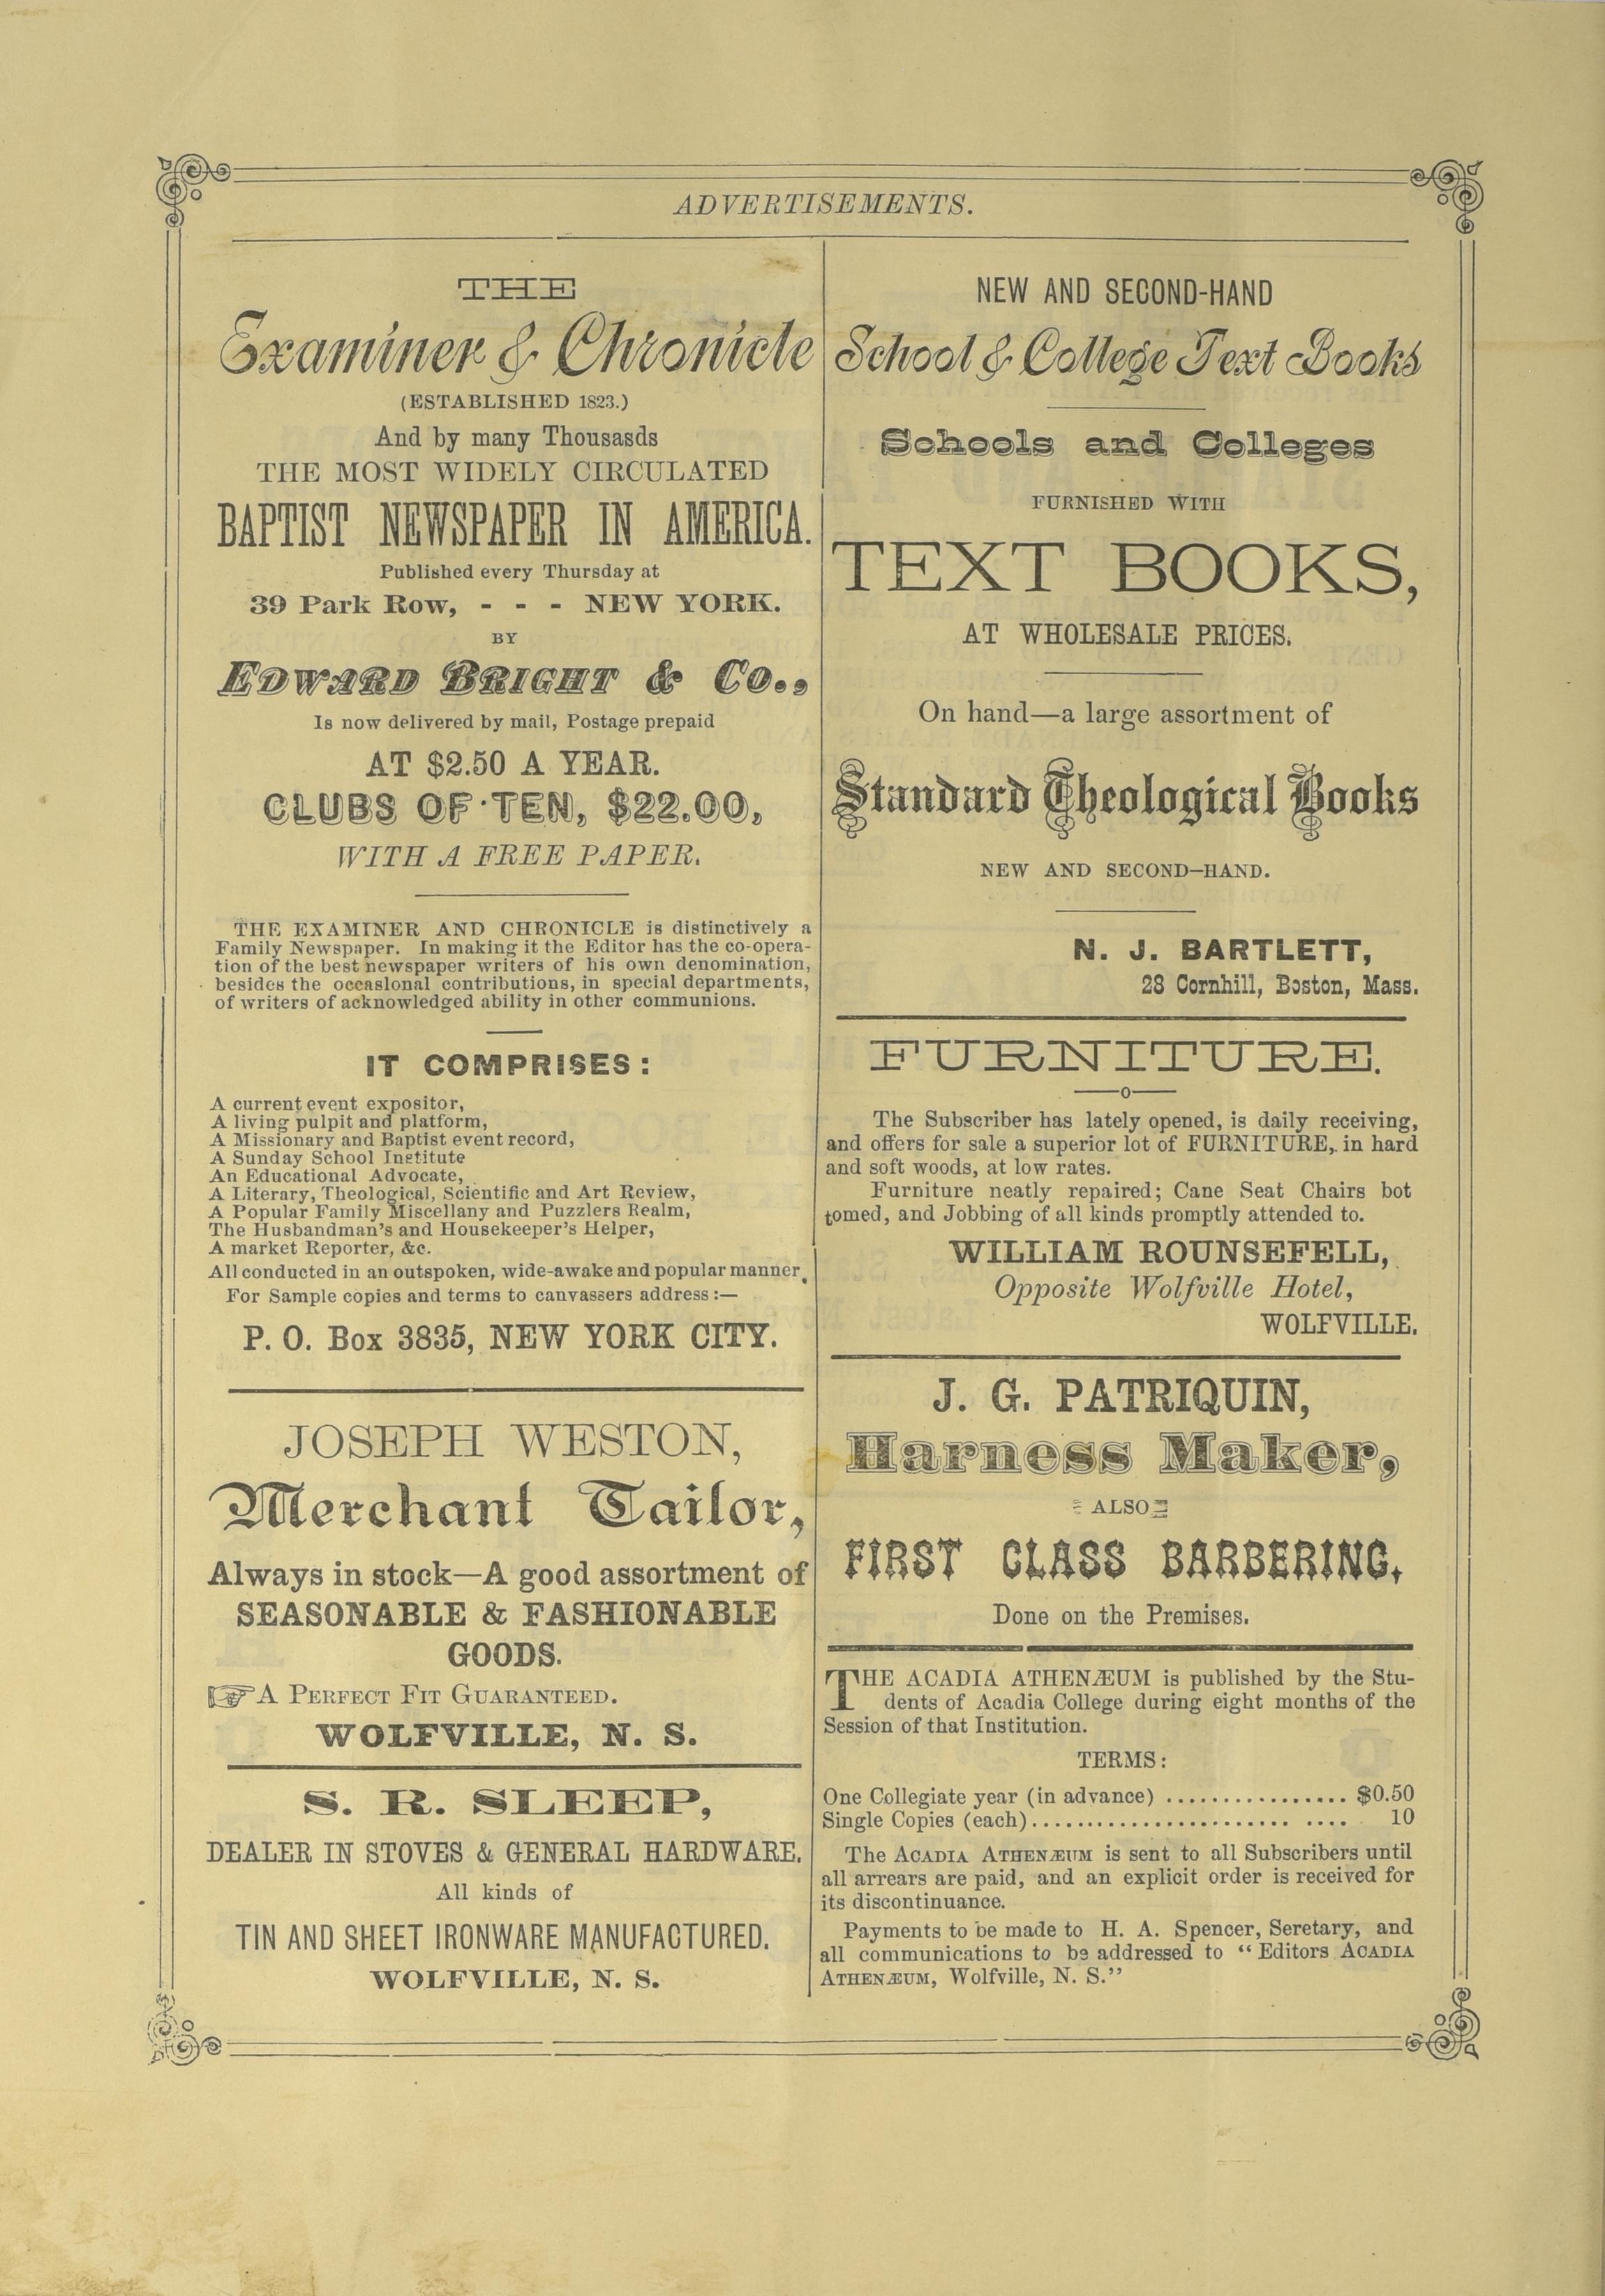 ADVERTISEMENTS.
THE
Examiner & Chronicle
(ESTABLISHED 1823.)
And by many Thousasds
THE MOST WIDELY CIRCULATED
BAPTIST NEWSPAPER IN AMERICA.
Published every Thursday at
39 Park Row, - - - NEW YORK.
BY
EDWARD BRIGHT & CO.,
Is now delivered by mail, Postage prepaid
AT $2.50 A YEAR.
CLUBS OF TEN, $22.00,
WITH A FREE PAPER.
THE EXAMINER AND CHRONICLE is distinctively a
Family Newspaper. In making it the Editor has the co-opera-
tion of the best newspaper writers of his own denomination,
besides the occaslonal contributions, in special departments,
of writers of acknowledged ability in other communions.
IT COMPRISES:
A current event expositor,
A living pulpit and platform,
A Missionary and Baptist event record,
A Sunday School Institute
An Educational Advocate,
A Literary, Theological, Scientific and Art Review,
A Popular Family Miscellany and Puzzlers Realm,
The Husbandman's and Housekeeper's Helper,
A market Reporter, &c.
All conducted in an outspoken, wide-awake and popular manner.
For Sample copies and terms to canvassers address:—
P. O. Box 3835, NEW YORK CITY.
JOSEPH WESTON,
Merchant Tailor,
Always in stock—A good assortment of
SEASONABLE & FASHIONABLE
GOODS.
☞A PERFECT FIT GUARANTEED.
WOLFVILLE, N. S.
S. R. SLEEP,
DEALER IN STOVES & GENERAL HARDWARE.
All kinds of
TIN AND SHEET IRONWARE MANUFACTURED.
WOLFVILLE, N. S.
NEW AND SECOND-HAND
School & College Text Books
Schools and Colleges
FURNISHED WITH
TEXT BOOKS,
AT WHOLESALE PRICES.
On hand—a large assortment of
Standard Theological Books
NEW AND SECOND-HAND.
N. J. BARTLETT,
28 Cornhill, Boston, Mass.
FURNITURE.
—o—
The Subscriber has lately opened, is daily receiving,
and offers for sale a superior lot of FURNITURE, in hard
and soft woods, at low rates.
Furniture neatly repaired; Cane Seat Chairs bot
tomed, and Jobbing of all kinds promptly attended to.
WILLIAM ROUNSEFELL,
Opposite Wolfville Hotel,
WOLFVILLE.
J. G. PATRIQUIN,
Harness Maker,
ALSO
FIRST CLASS BARBERING,
Done on the Premises.
THE ACADIA ATHENÆUM is published by the Stu-
dents of Acadia College during eight months of the
Session of that Institution.
TERMS:
One Collegiate year (in advance) ................ $0.50
Single Copies (each)....................... .... 10
The ACADIA ATHENÆUM is sent to all Subscribers until
all arrears are paid, and an explicit order is received for
its discontinuance.
Payments to be made to H. A. Spencer, Seretary, and
all communications to be addressed to "Editors ACADIA
ATHENÆUM, Wolfville, N. S."